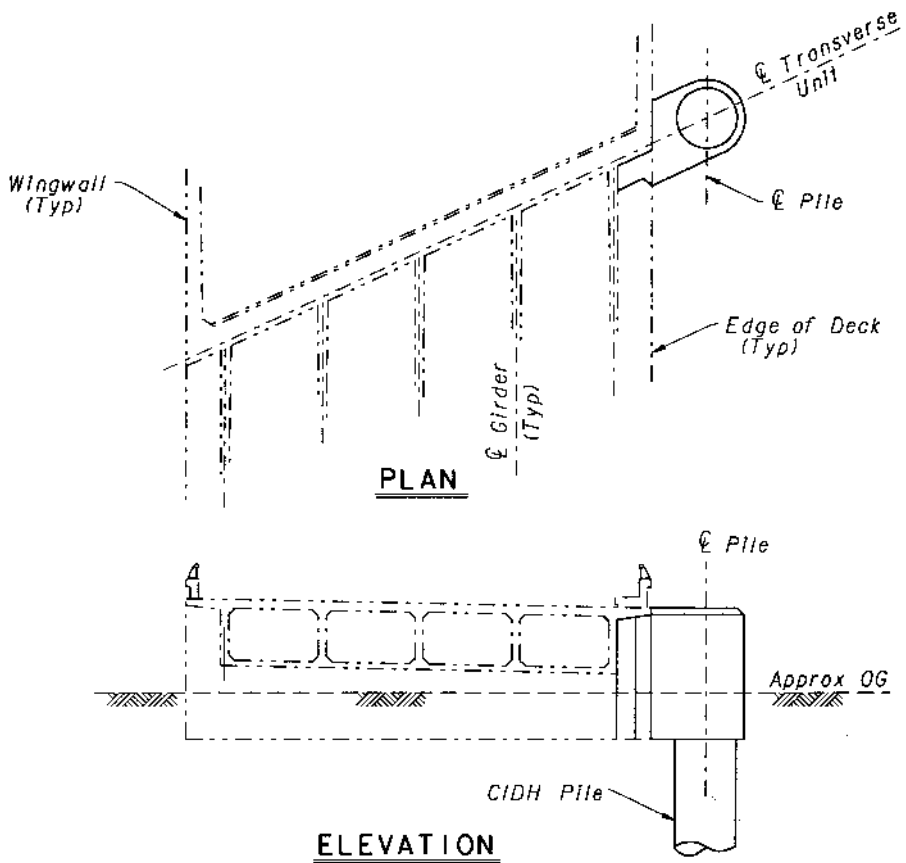 ℄ Transverse
Unit
Wingwall
(Typ)
℄ Pile
Edge of Deck
(Typ)
℄ Girder
(Typ)
PLAN
℄ Pile
Approx OG
CIDH Pile
ELEVATION